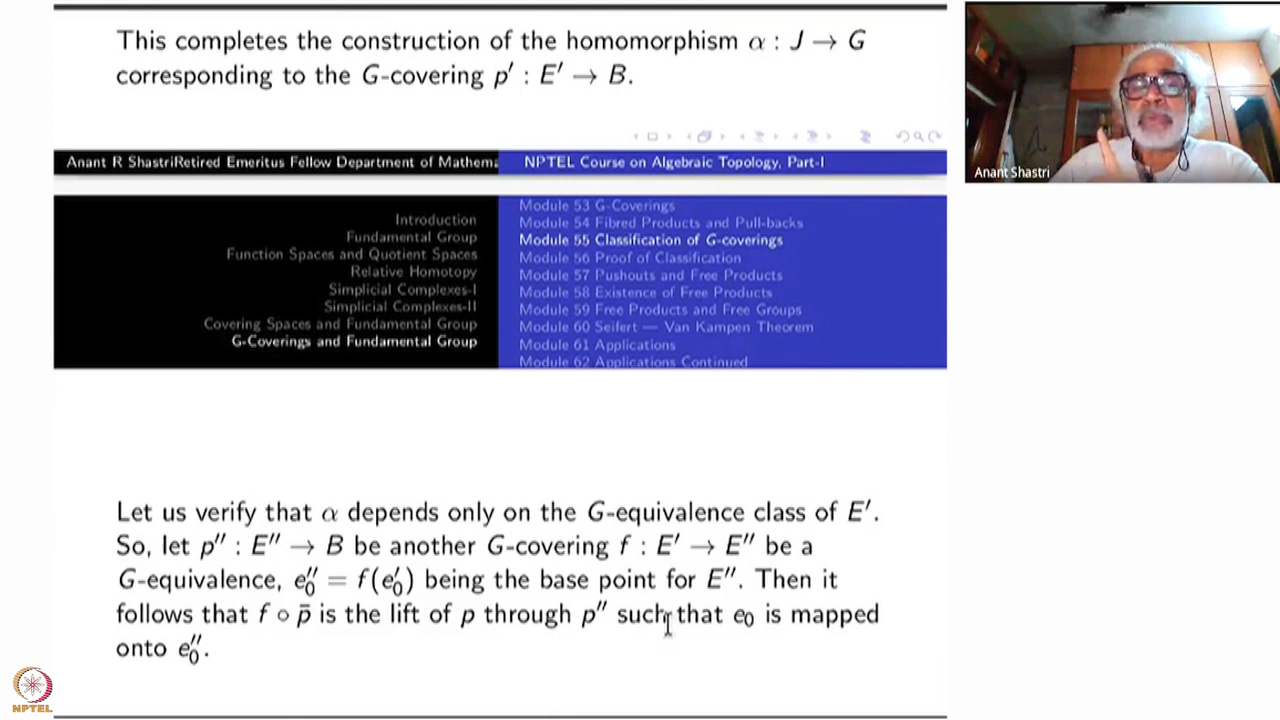 This completes the construction of the homomorphism α : J → G
corresponding to the G-covering p′ : E′ → B.
Anant R ShastriRetired Emeritus Fellow Department of Mathema
NPTEL Course on Algebraic Topology, Part-I
Anant Shastri
Introduction
Fundamental Group
Function Spaces and Quotient Spaces
Relative Homotopy
Simplicial Complexes-I
Simplicial Complexes-II
Covering Spaces and Fundamental Group
G-Coverings and Fundamental Group
Module 53 G-Coverings
Module 54 Fibred Products and Pull-backs
Module 55 Classification of G-coverings
Module 56 Proof of Classification
Module 57 Pushouts and Free Products
Module 58 Existence of Free Products
Module 59 Free Products and Free Groups
Module 60 Seifert — Van Kampen Theorem
Module 61 Applications
Module 62 Applications Continued
Let us verify that α depends only on the G-equivalence class of E′.
So, let p″ : E″ → B be another G-covering f : E′ → E″ be a
G-equivalence, e″₀ = f(e′₀) being the base point for E″. Then it
follows that f ∘ p̄ is the lift of p through p″ such that e₀ is mapped
onto e″₀.
NPTEL